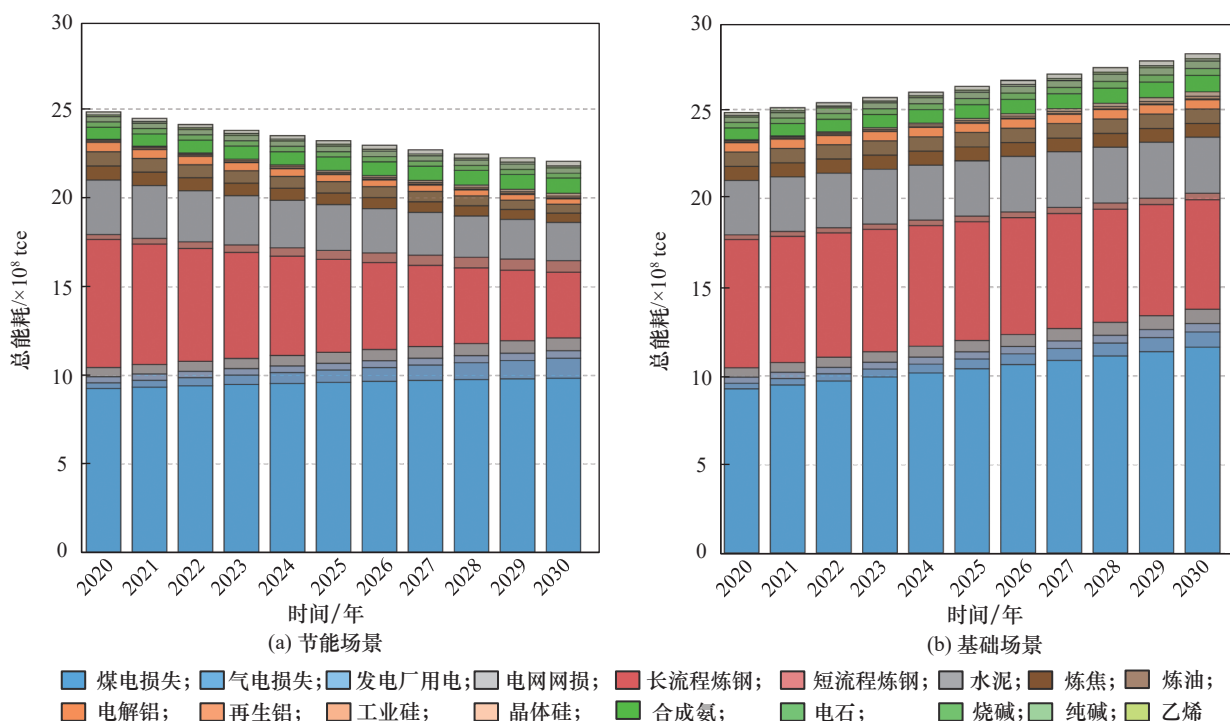 30
25
20
15
10
5
0
总能耗/×10⁸ tce
2020 2021 2022 2023 2024 2025 2026 2027 2028 2029 2030
时间/年
(a) 节能场景
30
25
20
15
10
5
0
总能耗/×10⁸ tce
2020 2021 2022 2023 2024 2025 2026 2027 2028 2029 2030
时间/年
(b) 基础场景
煤电损失; 气电损失; 发电厂用电; 电网网损; 长流程炼钢; 短流程炼钢; 水泥; 炼焦; 炼油;
电解铝; 再生铝; 工业硅; 晶体硅; 合成氨; 电石; 烧碱; 纯碱; 乙烯